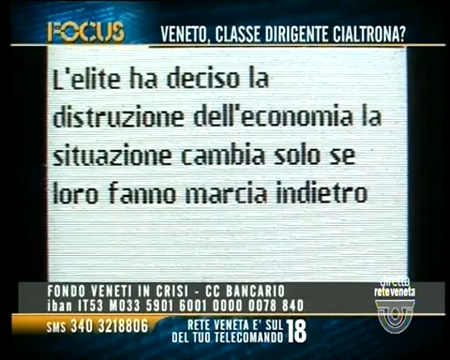 FOCUS
VENETO, CLASSE DIRIGENTE CIALTRONA?
L'elite ha deciso la
distruzione dell'economia la
situazione cambia solo se
loro fanno marcia indietro
diretta
reteveneta
FONDO VENETI IN CRISI - CC BANCARIO
iban IT53 M033 5901 6001 0000 0078 840
SMS 340 3218806
RETE VENETA E' SUL
DEL TUO TELECOMANDO 18